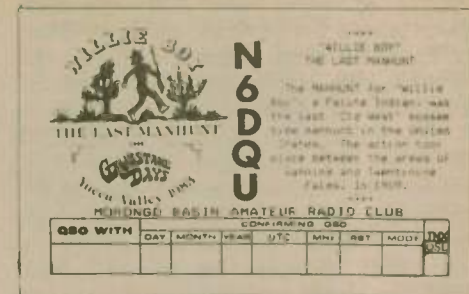 WILLIE BOY
THE LAST MANHUNT
GRUBSTAKE
DAYS
Yucca Valley 1983
N6DQU
****
"WILLIE BOY"
THE LAST MANHUNT
The MANHUNT for "Willie
Boy", a Paiute Indian, was
the last "Old West" posse
manhunt in the United
States. The action took
place between the areas of
Banning and Twentynine
Palms, in 1909.
****
MORONGO BASIN AMATEUR RADIO CLUB
QSO WITH
CONFIRMING QSO
DAY MONTH YEAR UTC MHz RST MODE
QSL